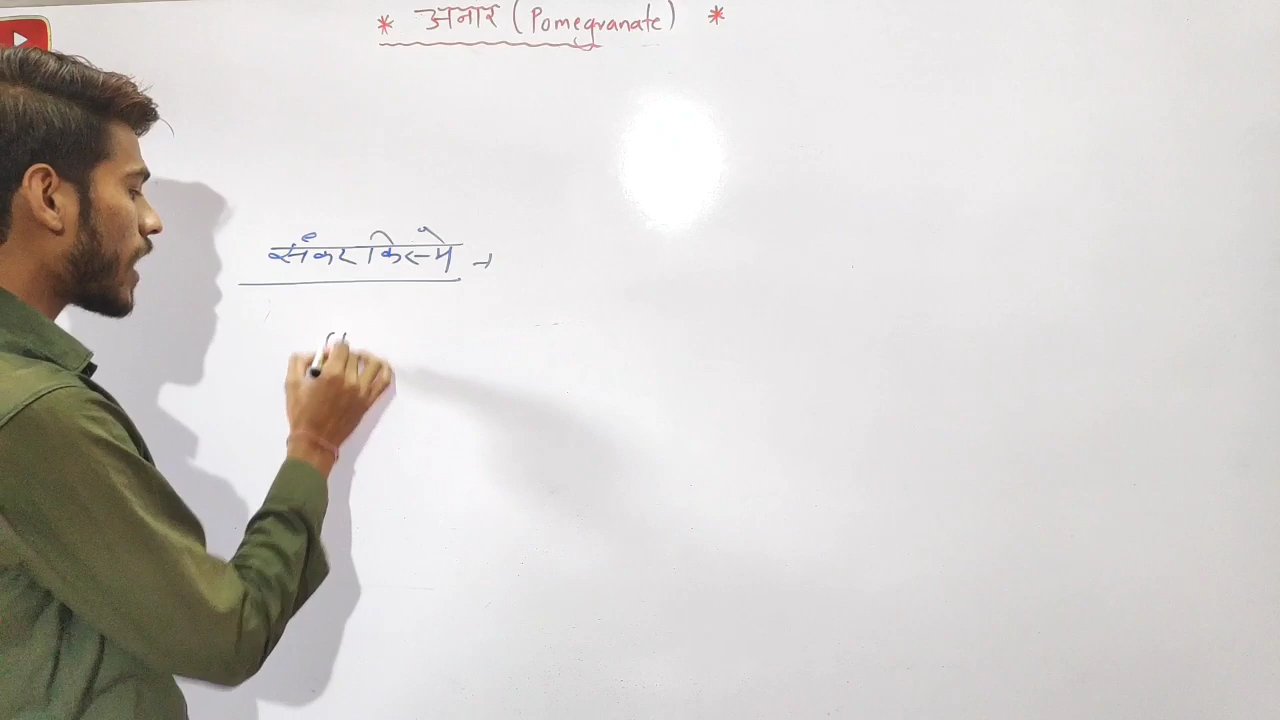 * अनार (Pomegranate) *
संकर किस्मे →